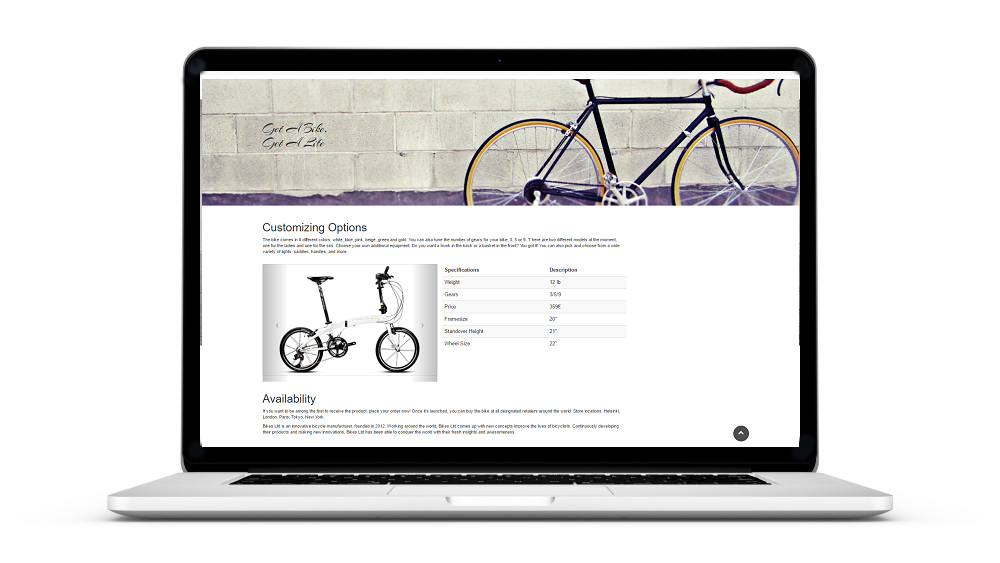 Get A Bike,
Get A Life
Customizing Options
The bike comes in 6 different colors: white, blue, pink, beige, green and gold. You can also tune the number of gears for your bike: 3, 5 or 9. There are two different models at the moment,
one for the ladies and one for the sirs. Choose your own additional equipment: Do you want a trunk in the back or a basket in the front? You got it! You can also pick and choose from a wide
variety of lights, saddles, handles, and more.
Specifications Description
Weight 12 lb
Gears 3/5/9
Price 359€
Framesize 20"
Standover Height 21"
Wheel Size 22"
Availability
If you want to be among the first to receive the product, place your order now! Once it's launched, you can buy the bike at all designated retailers around the world. Store locations: Helsinki,
London, Paris, Tokyo, New York.
Bikes Ltd is an innovative bicycle manufacturer, founded in 2012. Working around the world, Bikes Ltd comes up with new concepts improve the lives of bicyclists. Continuously developing
their products and making new innovations, Bikes Ltd has been able to conquer the world with their fresh insights and awesomeness.